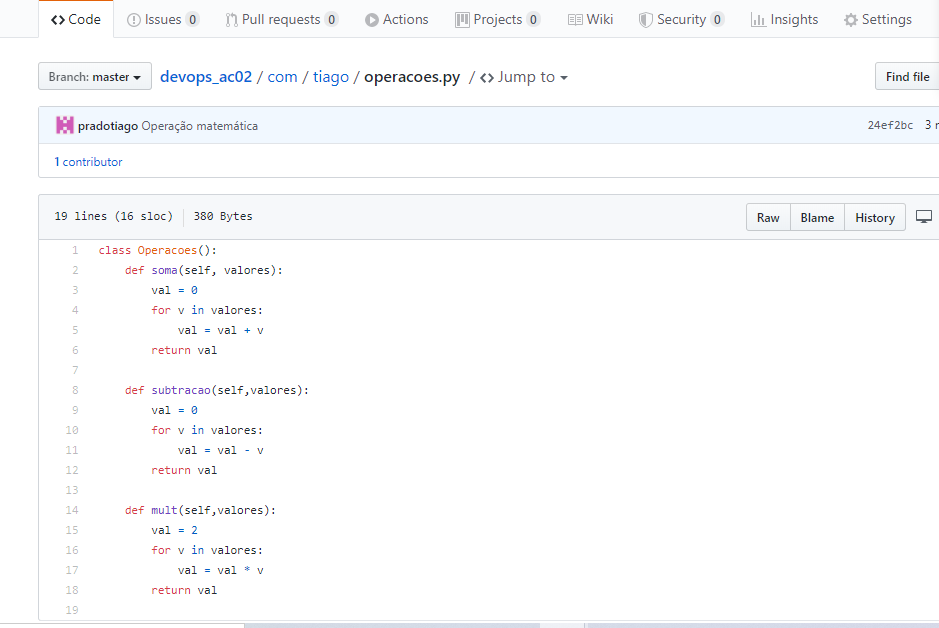 Code Issues 0 Pull requests 0 Actions Projects 0 Wiki Security 0 Insights Settings
Branch: master devops_ac02 / com / tiago / operacoes.py / Jump to Find file
pradotiago Operação matemática 24ef2bc 3
1 contributor
19 lines (16 sloc) 380 Bytes Raw Blame History
1 class Operacoes():
2 def soma(self, valores):
3 val = 0
4 for v in valores:
5 val = val + v
6 return val
7
8 def subtracao(self,valores):
9 val = 0
10 for v in valores:
11 val = val - v
12 return val
13
14 def mult(self,valores):
15 val = 2
16 for v in valores:
17 val = val * v
18 return val
19